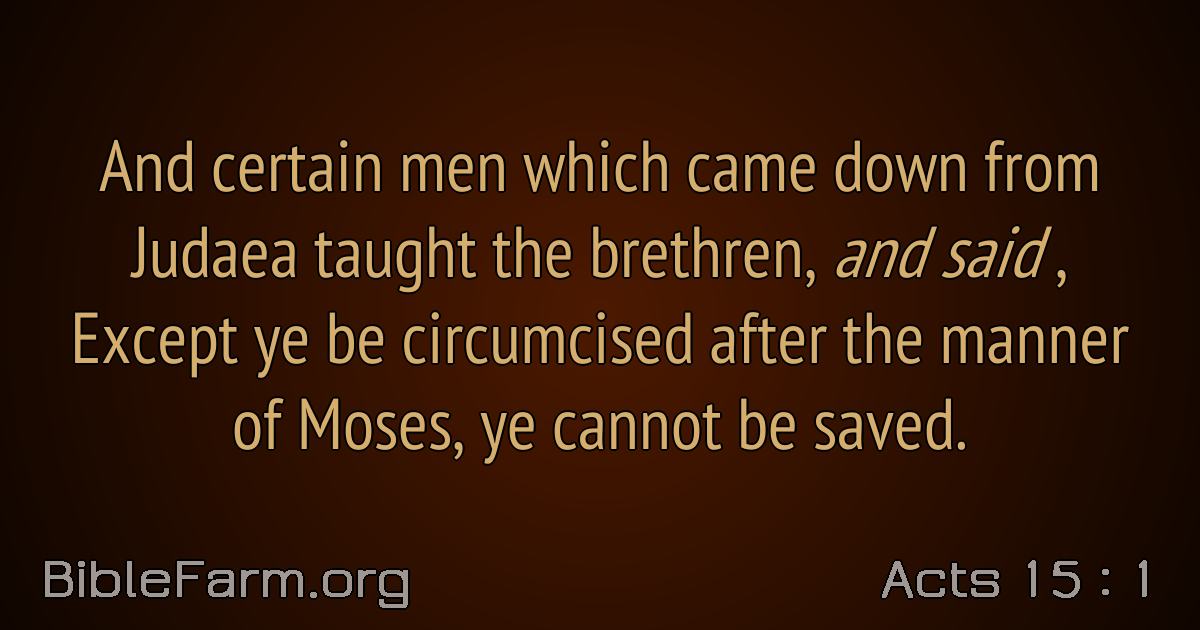 And certain men which came down from
Judaea taught the brethren, and said ,
Except ye be circumcised after the manner
of Moses, ye cannot be saved.
BibleFarm.org
Acts 15 : 1